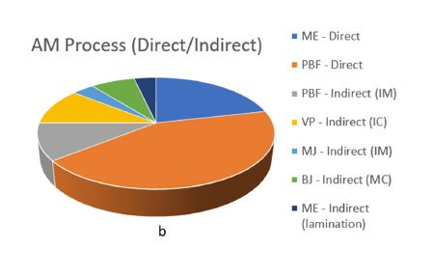 AM Process (Direct/Indirect)
ME - Direct
PBF - Direct
PBF - Indirect (IM)
VP - Indirect (IC)
MJ - Indirect (IM)
BJ - Indirect (MC)
ME - Indirect
(lamination)
b